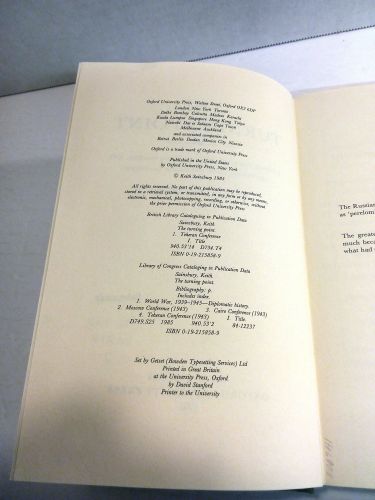 Oxford University Press, Walton Street, Oxford OX2 6DP
London New York Toronto
Delhi Bombay Calcutta Madras Karachi
Kuala Lumpur Singapore Hong Kong Tokyo
Nairobi Dar es Salaam Cape Town
Melbourne Auckland
and associated companies in
Beirut Berlin Ibadan Mexico City Nicosia
Oxford is a trade mark of Oxford University Press
Published in the United States
by Oxford University Press, New York
© Keith Sainsbury 1984
All rights reserved. No part of this publication may be reproduced,
stored in a retrieval system, or transmitted, in any form or by any means,
electronic, mechanical, photocopying, recording, or otherwise, without
the prior permission of Oxford University Press
British Library Cataloguing in Publication Data
Sainsbury, Keith
The turning point.
1. Teheran Conference
I. Title
940.53'14 D734.T4
ISBN 0-19-215858-9
Library of Congress Cataloging in Publication Data
Sainsbury, Keith.
The turning point.
Bibliography: p.
Includes index.
1. World War, 1939-1945—Diplomatic history.
2. Moscow Conference (1943) 3. Cairo Conference (1943)
4. Teheran Conference (1943) I. Title.
D749.S25 1985 940.53'2 84-12237
ISBN 0-19-215858-9
Set by Getset (Bowden Typesetting Services) Ltd
Printed in Great Britain
at the University Press, Oxford
by David Stanford
Printer to the University
The Russian
as 'perdom
The greate
much beca
what had